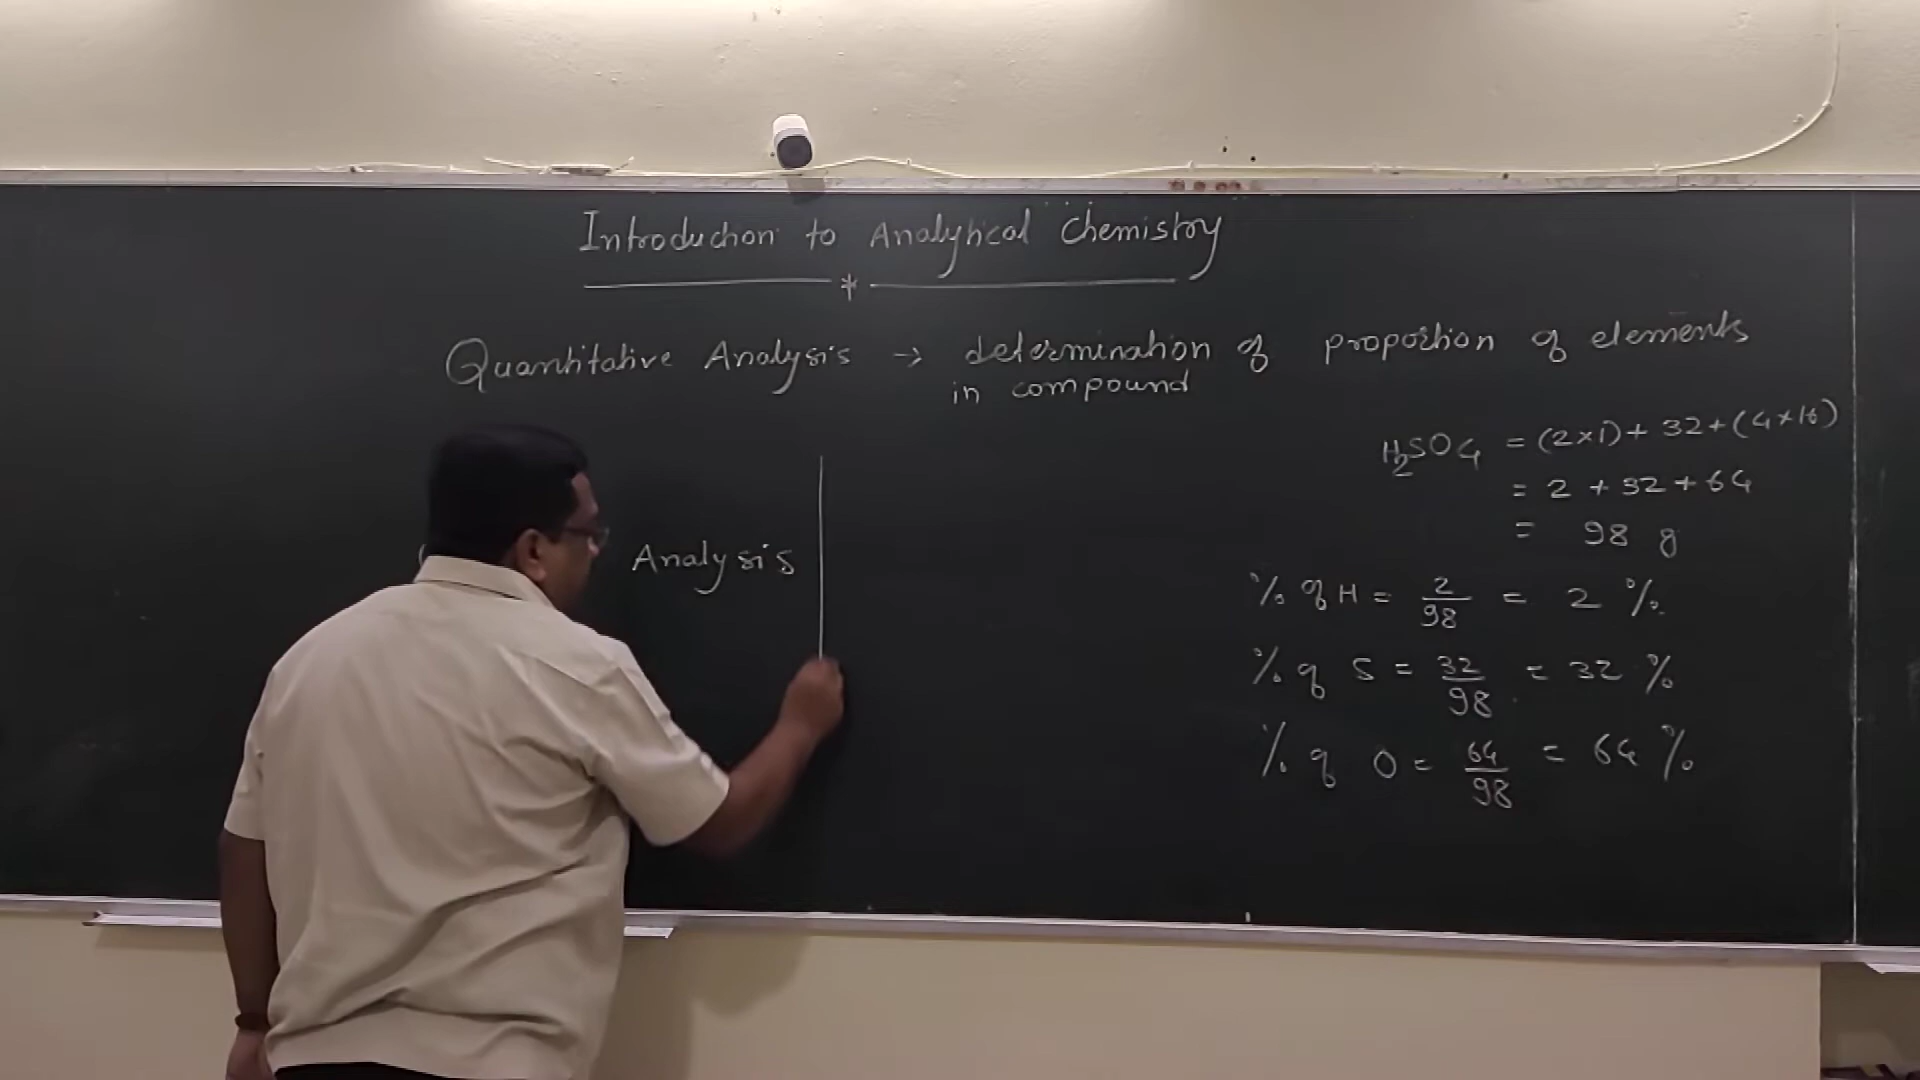 Introduction to Analytical Chemistry
*
Quantitative Analysis → determination of proportion of elements
in compound
H2SO4 = (2×1) + 32 + (4×16)
= 2 + 32 + 64
= 98 g
Analysis
% of H = 2/98 = 2 %.
% of S = 32/98 = 32 %
% of O = 64/98 = 64 %